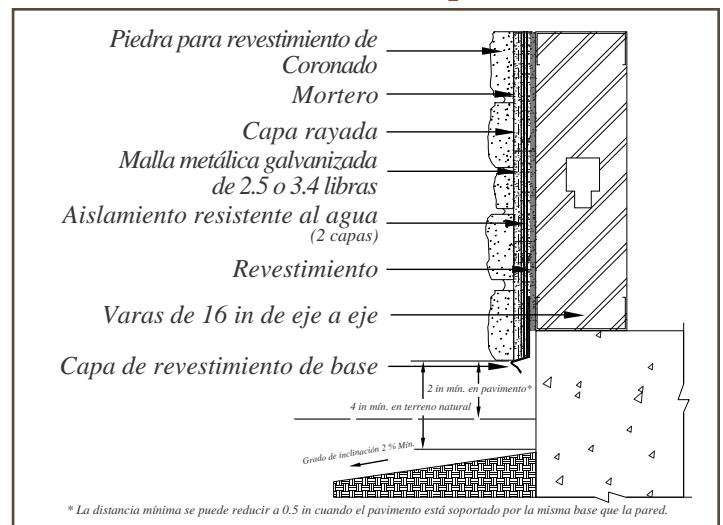 Piedra para revestimiento de
Coronado
Mortero
Capa rayada
Malla metálica galvanizada
de 2.5 o 3.4 libras
Aislamiento resistente al agua
(2 capas)
Revestimiento
Varas de 16 in de eje a eje
Capa de revestimiento de base
2 in mín. en pavimento*
4 in mín. en terreno natural
Grado de inclinación 2 % Min.
* La distancia mínima se puede reducir a 0.5 in cuando el pavimento está soportado por la misma base que la pared.